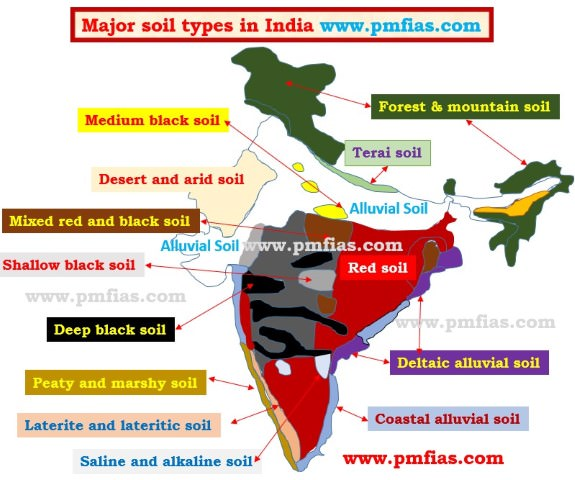 Major soil types in India www.pmfias.com
Forest & mountain soil
Medium black soil
Terai soil
Desert and arid soil
Alluvial Soil
Mixed red and black soil
Alluvial Soil
www.pmfias.com
Shallow black soil
Red soil
www.pmfias.com
www.pmfias.com
Deep black soil
Deltaic alluvial soil
Peaty and marshy soil
Coastal alluvial soil
Laterite and lateritic soil
Saline and alkaline soil
www.pmfias.com